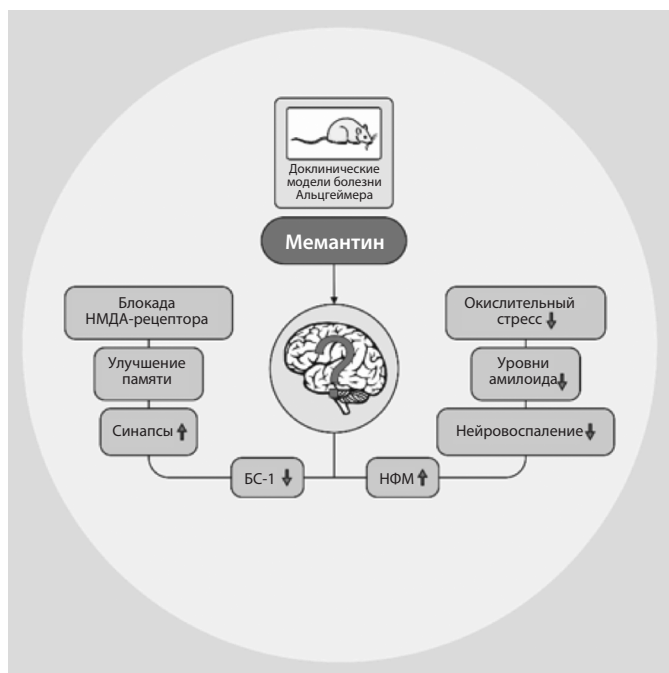 Доклинические
модели болезни
Альцгеймера
Мемантин
Блокада
НМДА-рецептора
Улучшение
памяти
Синапсы
БС-1
НФМ
Окислительный
стресс
Уровни
амилоида
Нейровоспаление
?